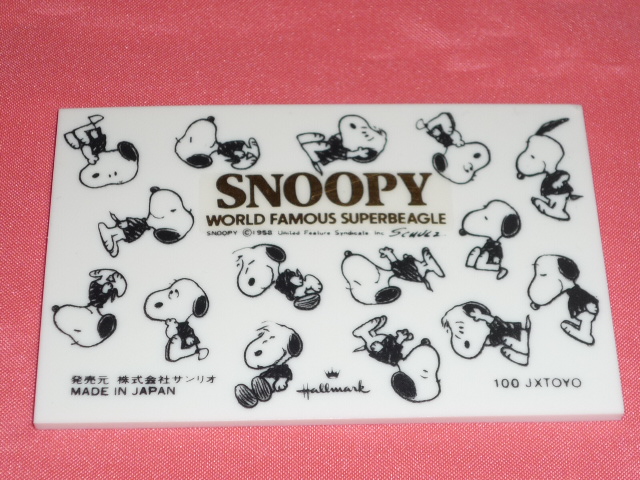 SNOOPY
WORLD FAMOUS SUPERBEAGLE
SNOOPY ©1958 United Feature Syndicate Inc. SCHULZ
発売元 株式会社サンリオ
MADE IN JAPAN
Hallmark
100 JXTOYO